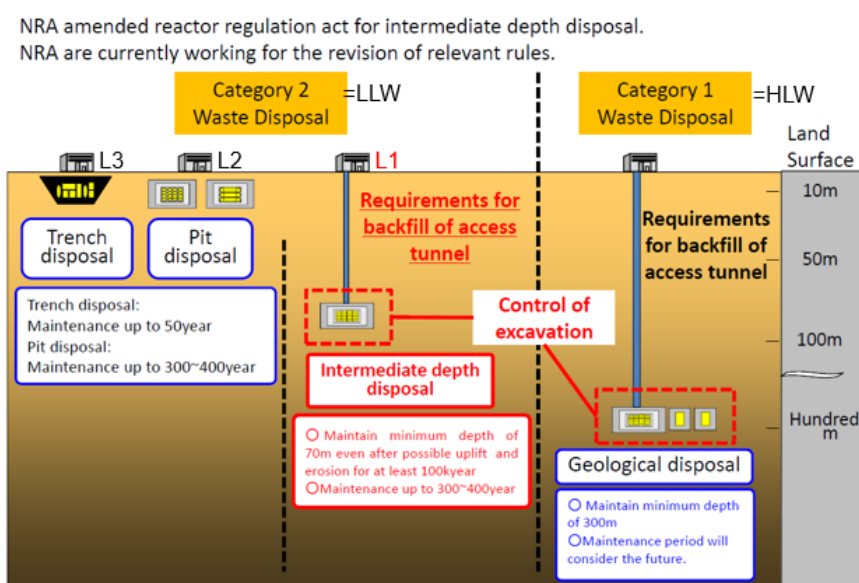 NRA amended reactor regulation act for intermediate depth disposal.
NRA are currently working for the revision of relevant rules.
Category 2
Waste Disposal
=LLW
Category 1
Waste Disposal
=HLW
Land
Surface
L3
L2
L1
10m
50m
100m
Hundred
m
Trench
disposal
Pit
disposal
Requirements for
backfill of access
tunnel
Requirements
for backfill of
access tunnel
Trench disposal:
Maintenance up to 50year
Pit disposal:
Maintenance up to 300~400year
Control of
excavation
Intermediate depth
disposal
○ Maintain minimum depth of
70m even after possible uplift and
erosion for at least 100kyear
○Maintenance up to 300~400year
Geological disposal
○ Maintain minimum depth
of 300m
○Maintenance period will
consider the future.